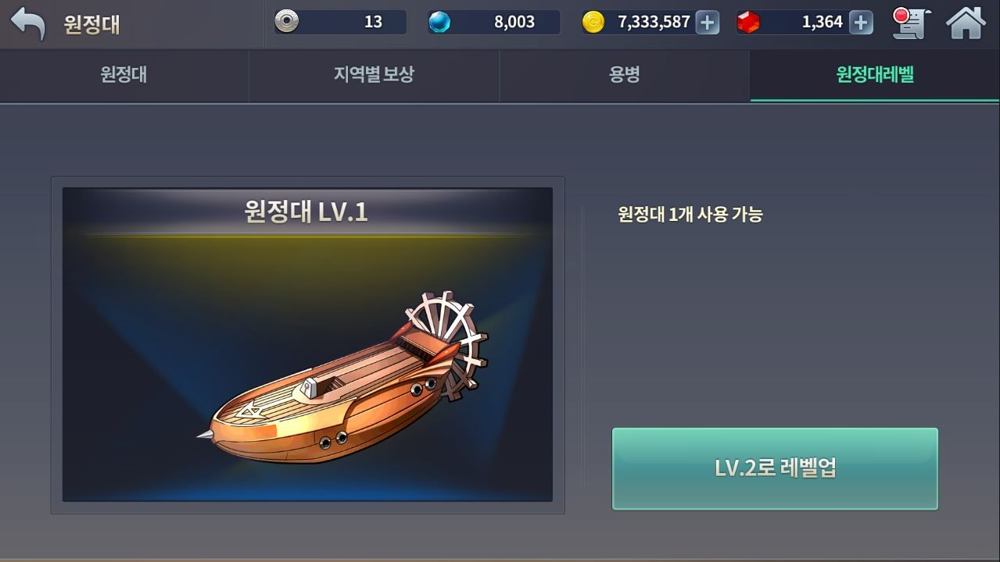 원정대 13 8,003 7,333,587 1,364
원정대 지역별 보상 용병 원정대레벨
원정대 LV.1
원정대 1개 사용 가능
LV.2로 레벨업